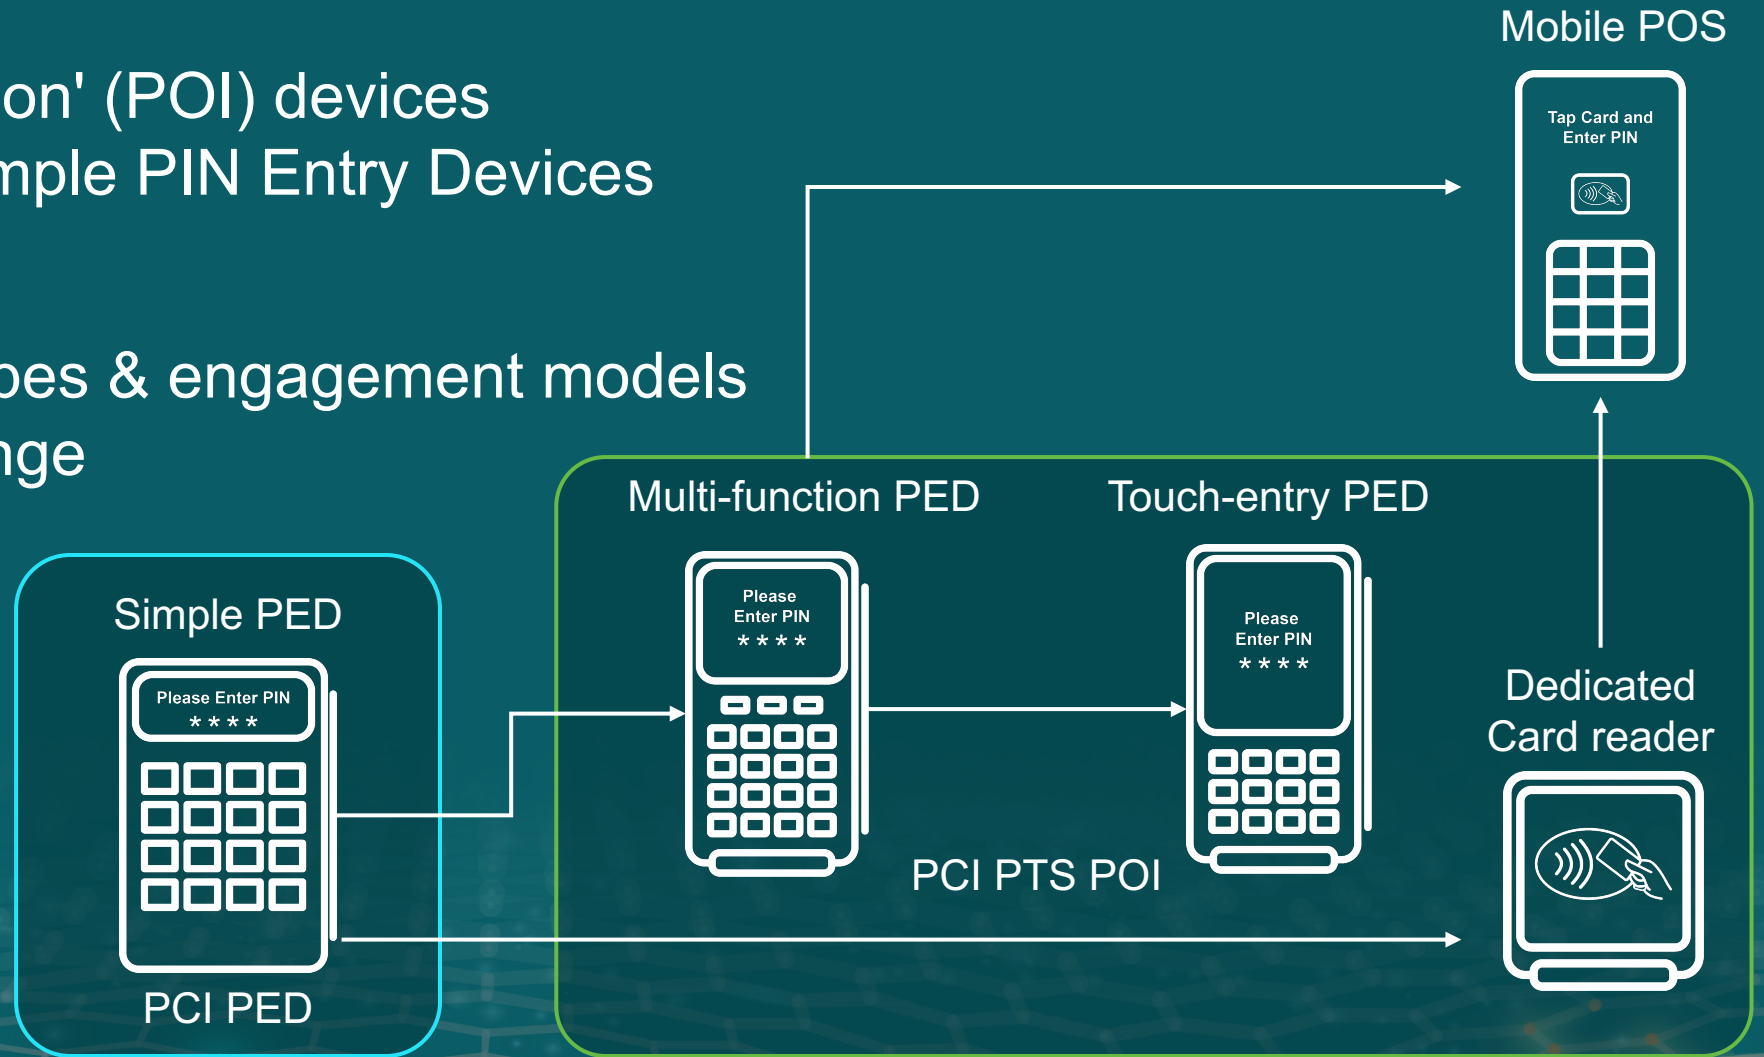 on' (POI) devices
mple PIN Entry Devices
pes & engagement models
nge
Mobile POS
Tap Card and
Enter PIN
Multi-function PED
Please
Enter PIN
****
Touch-entry PED
Please
Enter PIN
****
Simple PED
Please Enter PIN
****
PCI PED
PCI PTS POI
Dedicated
Card reader